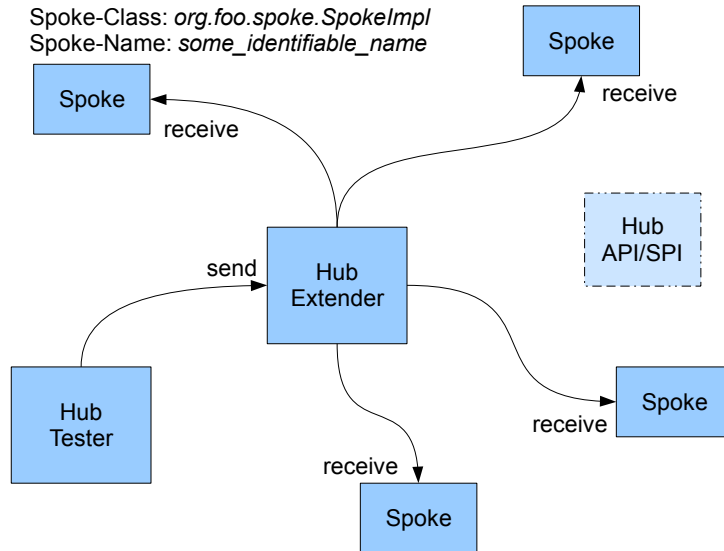 Spoke-Class: org.foo.spoke.SpokeImpl
Spoke-Name: some_identifiable_name
Spoke
receive
Spoke
receive
Hub
API/SPI
send
Hub
Extender
Hub
Tester
Spoke
receive
receive
Spoke